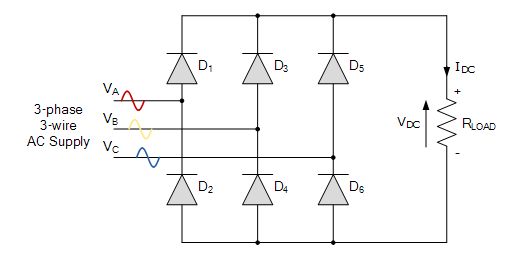 D1
D3
D5
IDC
VA
+
3-phase
3-wire
AC Supply
VB
VDC
RLOAD
VC
-
D2
D4
D6